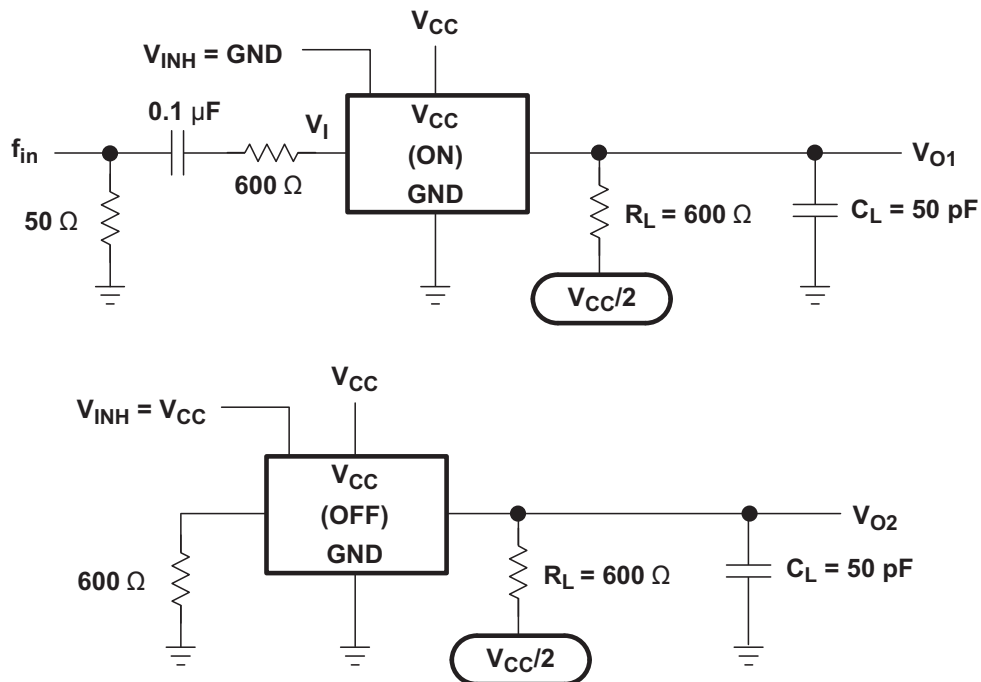 V_CC
V_INH = GND
0.1 µF
V_I
V_CC
(ON)
GND
f_in
V_O1
600 Ω
50 Ω
R_L = 600 Ω
C_L = 50 pF
V_CC/2
V_CC
V_INH = V_CC
V_CC
(OFF)
GND
V_O2
600 Ω
R_L = 600 Ω
C_L = 50 pF
V_CC/2